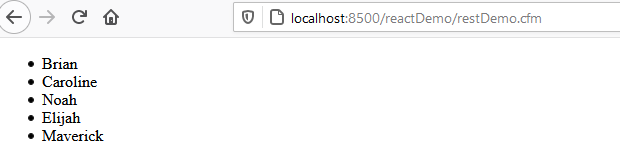 localhost:8500/reactDemo/restDemo.cfm
Brian
Caroline
Noah
Elijah
Maverick